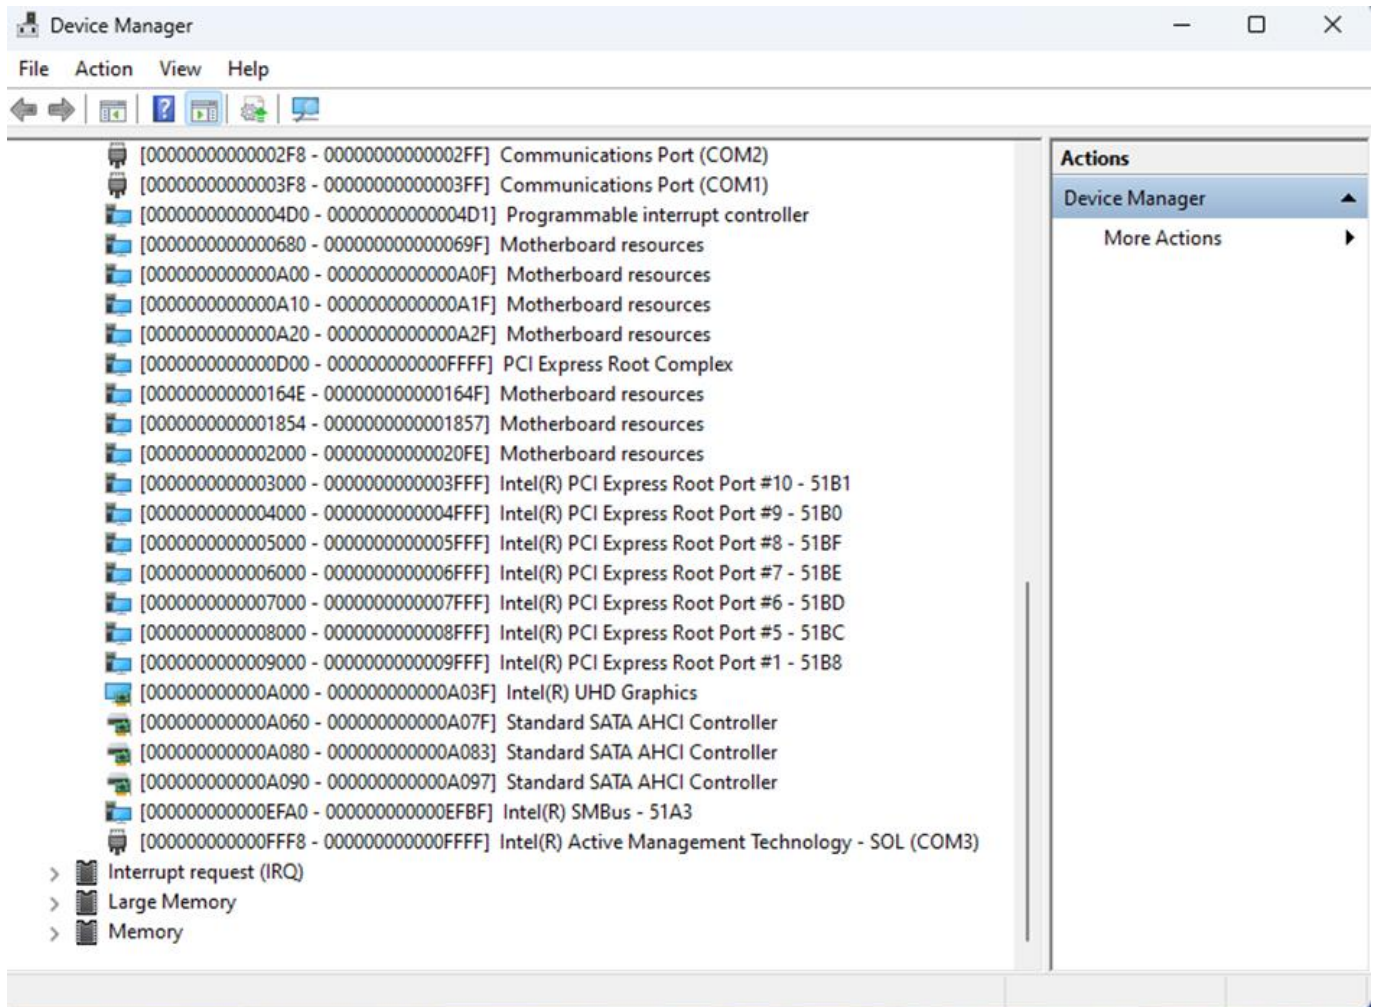 Device Manager
File Action View Help
[00000000000002F8 - 00000000000002FF] Communications Port (COM2)
[00000000000003F8 - 00000000000003FF] Communications Port (COM1)
[00000000000004D0 - 00000000000004D1] Programmable interrupt controller
[0000000000000680 - 000000000000069F] Motherboard resources
[0000000000000A00 - 0000000000000A0F] Motherboard resources
[0000000000000A10 - 0000000000000A1F] Motherboard resources
[0000000000000A20 - 0000000000000A2F] Motherboard resources
[0000000000000D00 - 000000000000FFFF] PCI Express Root Complex
[000000000000164E - 000000000000164F] Motherboard resources
[0000000000001854 - 0000000000001857] Motherboard resources
[0000000000002000 - 00000000000020FE] Motherboard resources
[0000000000003000 - 0000000000003FFF] Intel(R) PCI Express Root Port #10 - 51B1
[0000000000004000 - 0000000000004FFF] Intel(R) PCI Express Root Port #9 - 51B0
[0000000000005000 - 0000000000005FFF] Intel(R) PCI Express Root Port #8 - 51BF
[0000000000006000 - 0000000000006FFF] Intel(R) PCI Express Root Port #7 - 51BE
[0000000000007000 - 0000000000007FFF] Intel(R) PCI Express Root Port #6 - 51BD
[0000000000008000 - 0000000000008FFF] Intel(R) PCI Express Root Port #5 - 51BC
[0000000000009000 - 0000000000009FFF] Intel(R) PCI Express Root Port #1 - 51B8
[000000000000A000 - 000000000000A03F] Intel(R) UHD Graphics
[000000000000A060 - 000000000000A07F] Standard SATA AHCI Controller
[000000000000A080 - 000000000000A083] Standard SATA AHCI Controller
[000000000000A090 - 000000000000A097] Standard SATA AHCI Controller
[000000000000EFA0 - 000000000000EFBF] Intel(R) SMBus - 51A3
[000000000000FFF8 - 000000000000FFFF] Intel(R) Active Management Technology - SOL (COM3)
Interrupt request (IRQ)
Large Memory
Memory
Actions
Device Manager
More Actions